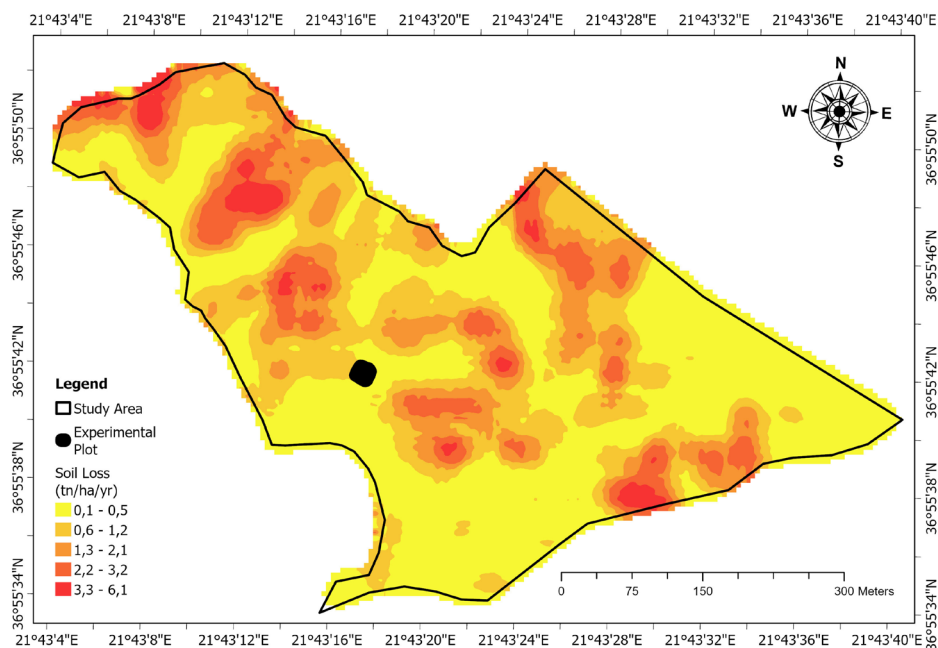 21°43'4"E 21°43'8"E 21°43'12"E 21°43'16"E 21°43'20"E 21°43'24"E 21°43'28"E 21°43'32"E 21°43'36"E 21°43'40"E
N
W E
S
36°55'50"N 36°55'50"N
36°55'46"N 36°55'46"N
36°55'42"N 36°55'42"N
36°55'38"N 36°55'38"N
36°55'34"N 36°55'34"N
Legend
Study Area
Experimental
Plot
Soil Loss
(tn/ha/yr)
0,1 - 0,5
0,6 - 1,2
1,3 - 2,1
2,2 - 3,2
3,3 - 6,1
0 75 150 300 Meters
21°43'4"E 21°43'8"E 21°43'12"E 21°43'16"E 21°43'20"E 21°43'24"E 21°43'28"E 21°43'32"E 21°43'36"E 21°43'40"E